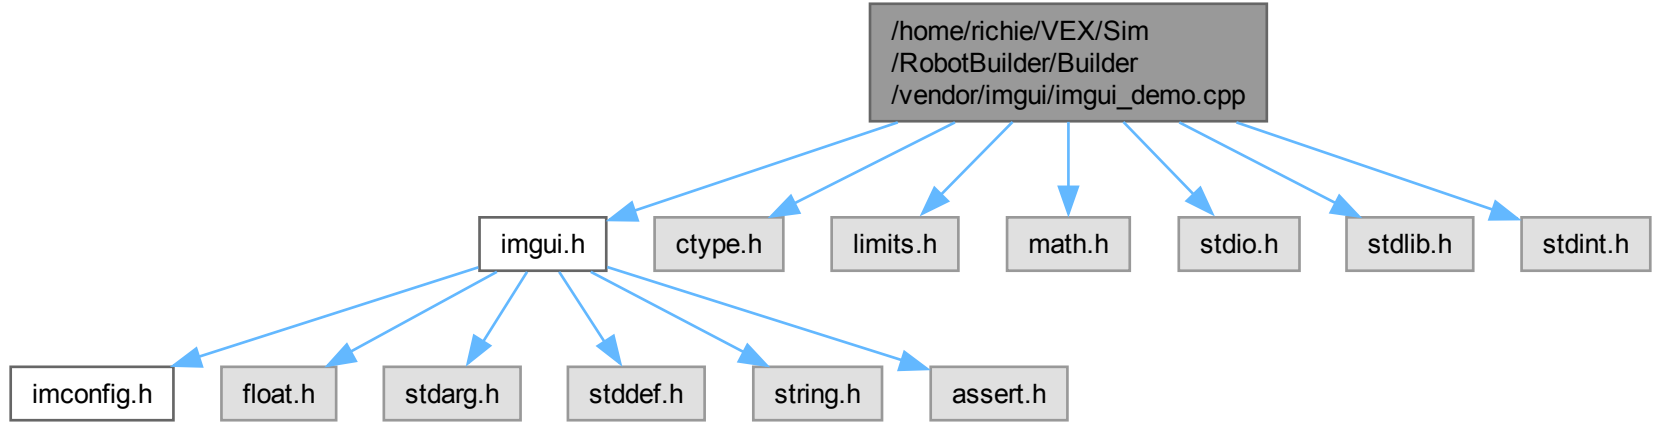 /home/richie/VEX/Sim
/RobotBuilder/Builder
/vendor/imgui/imgui_demo.cpp
imgui.h
ctype.h
limits.h
math.h
stdio.h
stdlib.h
stdint.h
imconfig.h
float.h
stdarg.h
stddef.h
string.h
assert.h